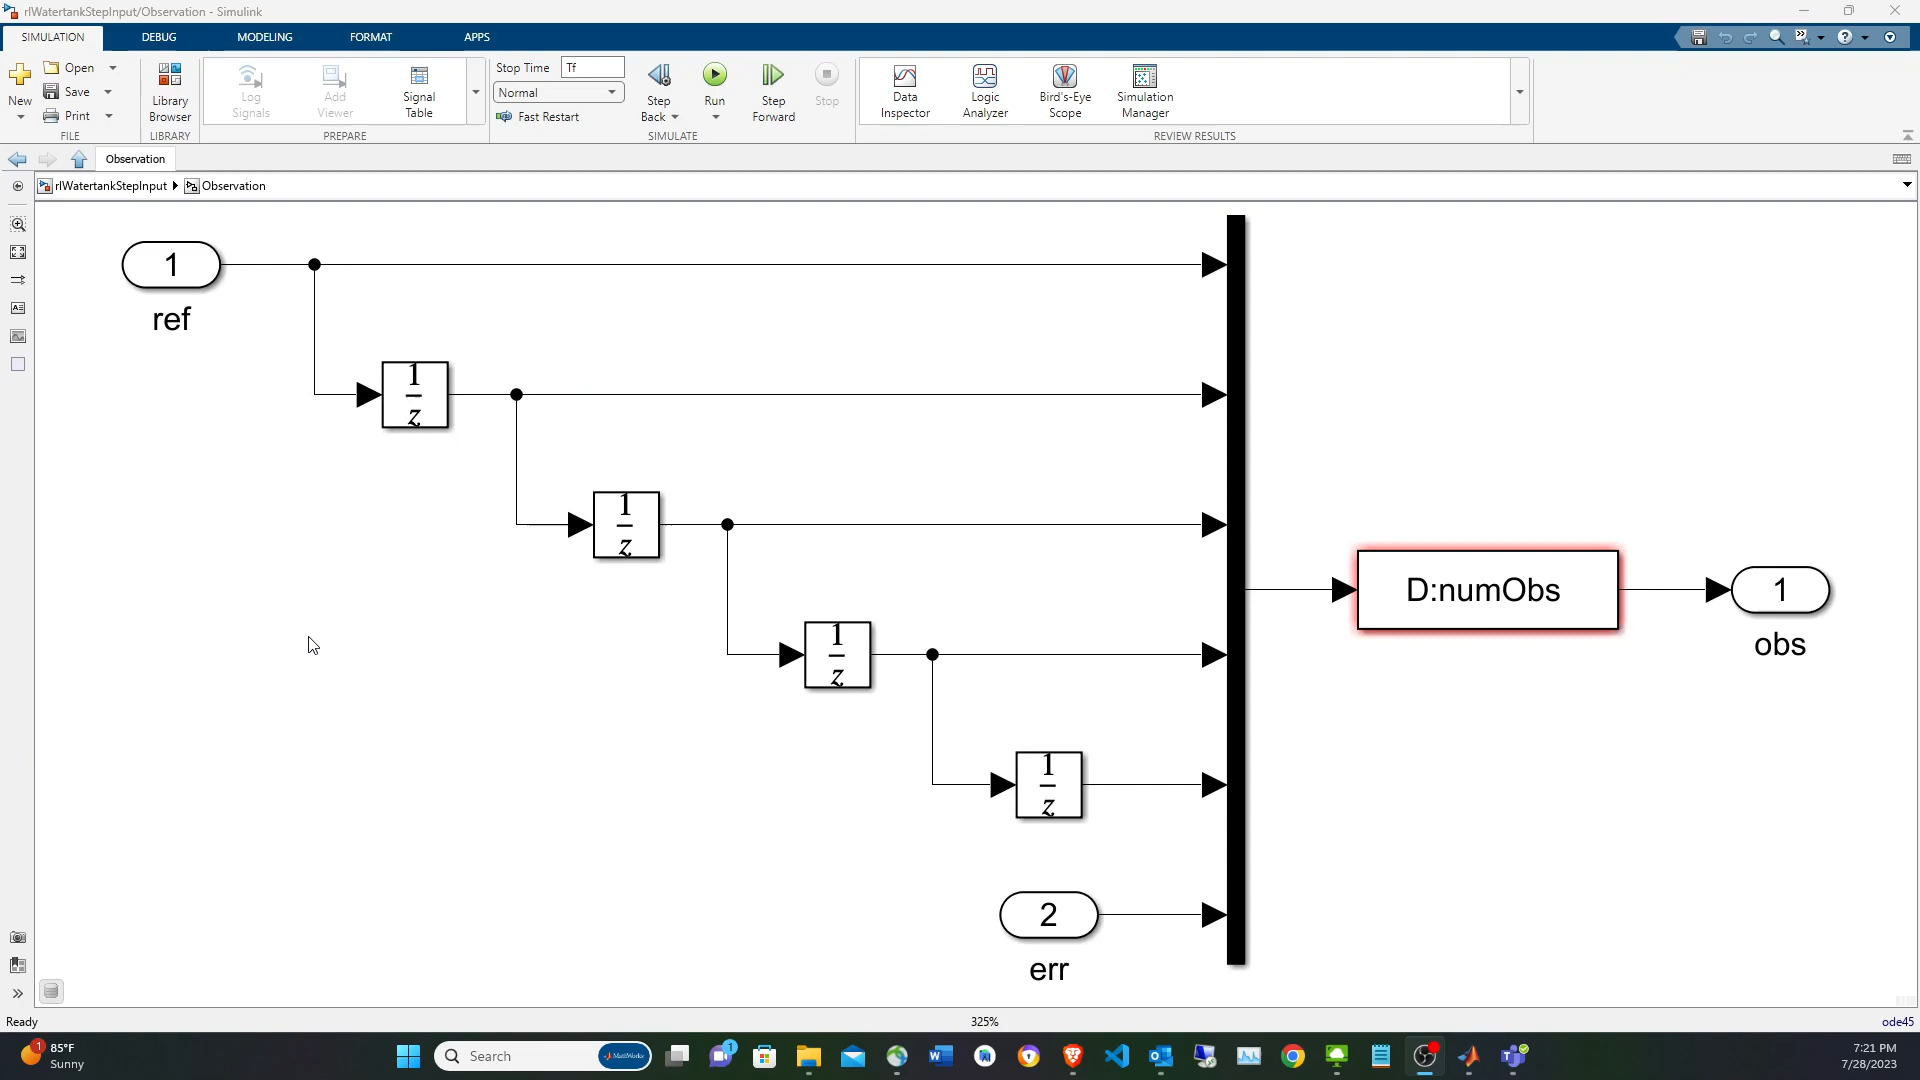 rlWatertankStepInput/Observation - Simulink
SIMULATION
DEBUG
MODELING
FORMAT
APPS
New
Open
Save
Print
FILE
Library
Browser
LIBRARY
Log
Signals
Add
Viewer
Signal
Table
PREPARE
Stop Time
Tf
Normal
Fast Restart
Step
Back
Run
Step
Forward
Stop
SIMULATE
Data
Inspector
Logic
Analyzer
Bird's-Eye
Scope
Simulation
Manager
REVIEW RESULTS
Observation
rlWatertankStepInput
Observation
1
ref
1
z
1
z
1
z
1
z
2
err
D:numObs
1
obs
Ready
325%
ode45
1
85°F
Sunny
Search
MathWorks
1
7:21 PM
7/28/2023